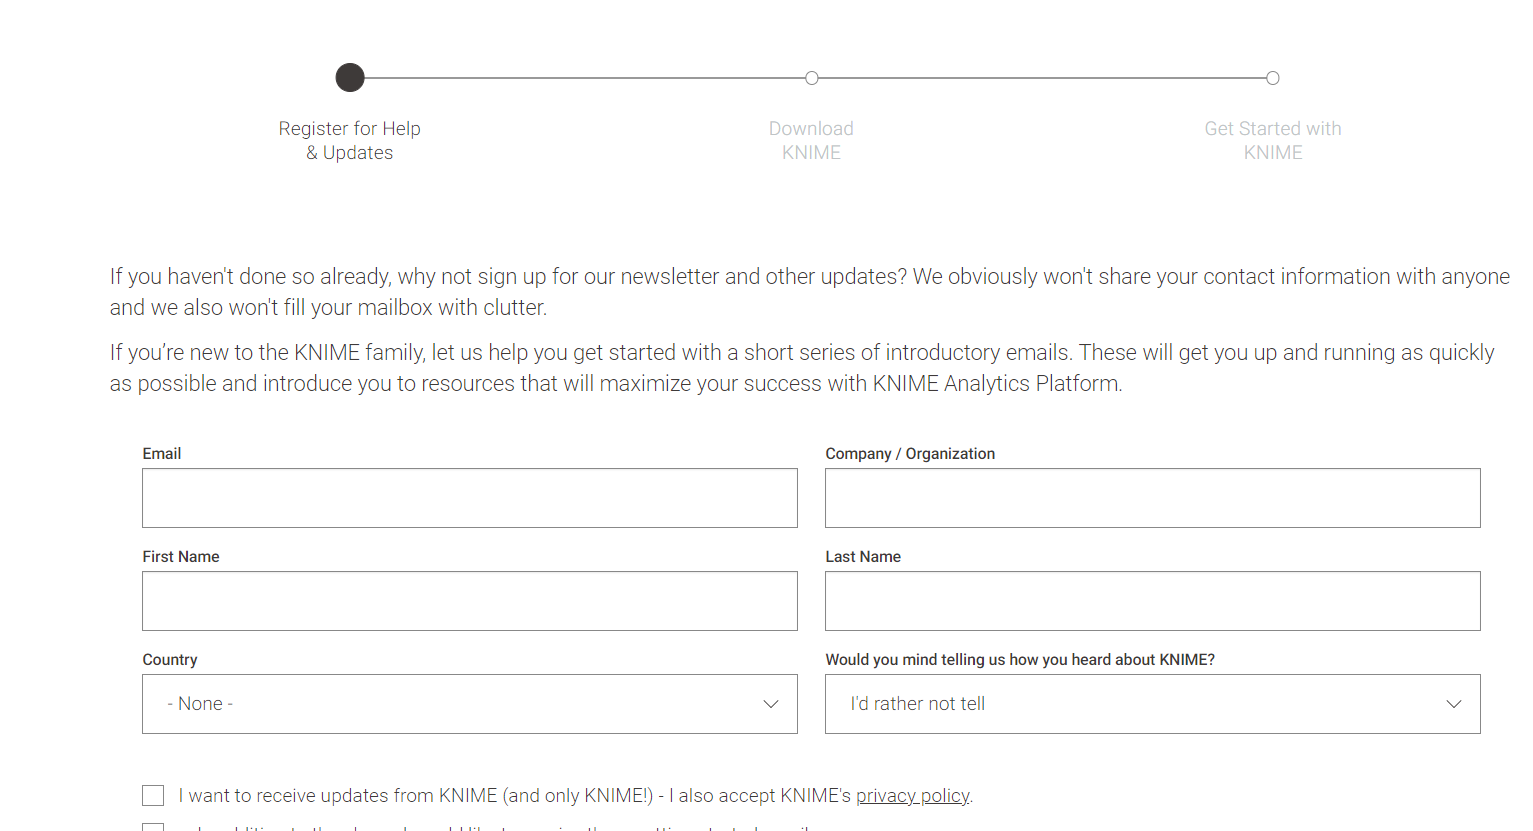 Register for Help
& Updates
Download
KNIME
Get Started with
KNIME
If you haven't done so already, why not sign up for our newsletter and other updates? We obviously won't share your contact information with anyone
and we also won't fill your mailbox with clutter.
If you’re new to the KNIME family, let us help you get started with a short series of introductory emails. These will get you up and running as quickly
as possible and introduce you to resources that will maximize your success with KNIME Analytics Platform.
Email
Company / Organization
First Name
Last Name
Country
Would you mind telling us how you heard about KNIME?
- None -
I'd rather not tell
I want to receive updates from KNIME (and only KNIME!) - I also accept KNIME's privacy policy.